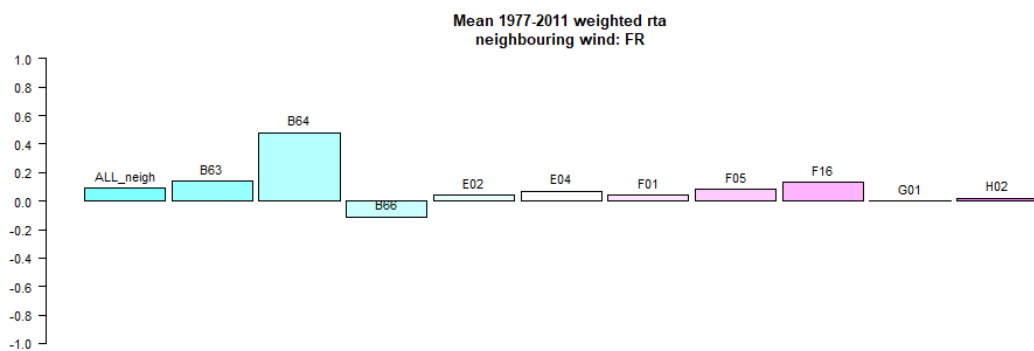 Mean 1977-2011 weighted rta
neighbouring wind: FR
1.0
0.8
0.6
0.4
0.2
0.0
-0.2
-0.4
-0.6
-0.8
-1.0
ALL_neigh
B63
B64
B66
E02
E04
F01
F05
F16
G01
H02